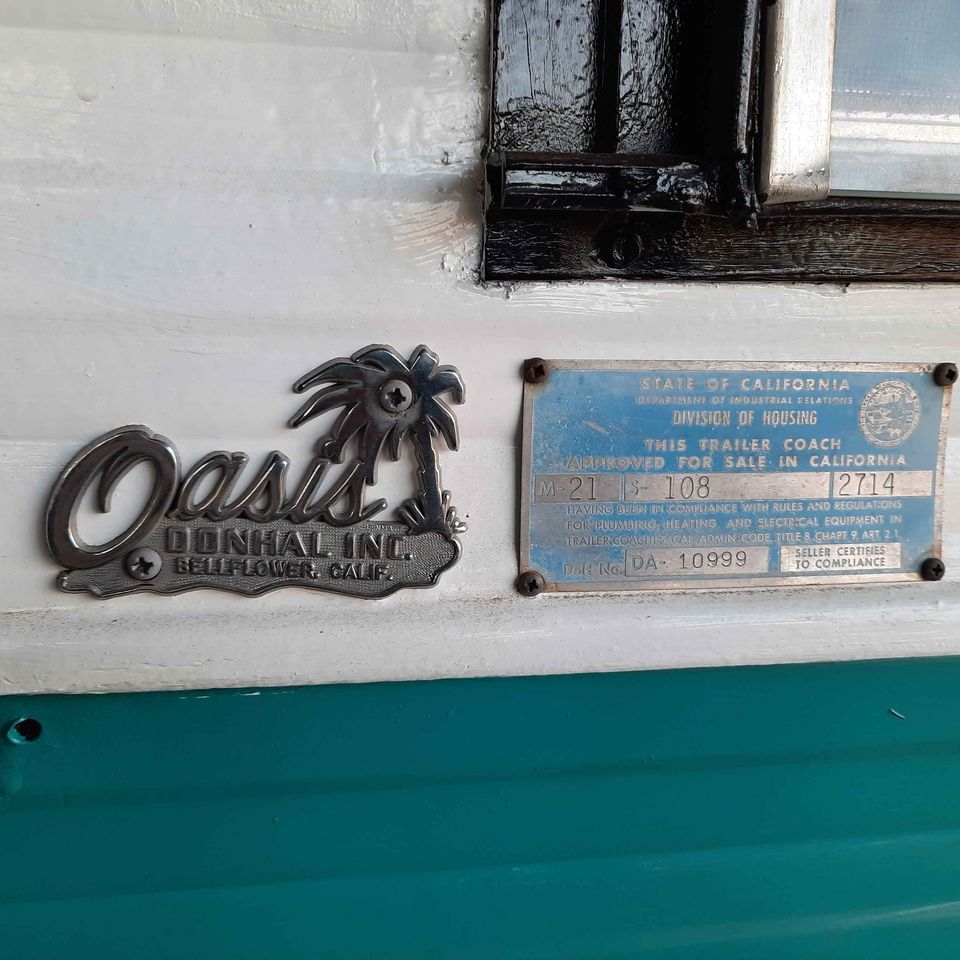 Oasis
DONHAL INC.
BELLFLOWER, CALIF.
STATE OF CALIFORNIA
DEPARTMENT OF INDUSTRIAL RELATIONS
DIVISION OF HOUSING
THIS TRAILER COACH
APPROVED FOR SALE IN CALIFORNIA
M-21 S-108 2714
HAVING BEEN IN COMPLIANCE WITH RULES AND REGULATIONS
FOR PLUMBING, HEATING, AND ELECTRICAL EQUIPMENT IN
TRAILER COACHES, CAL. ADMIN. CODE, TITLE 8, CHAPT. 9, ART 2.1
DoH No. DA- 10999
SELLER CERTIFIES
TO COMPLIANCE